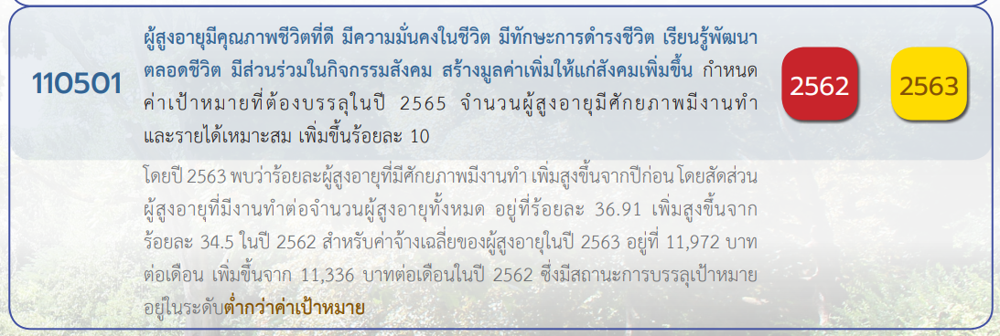 110501
ผู้สูงอายุมีคุณภาพชีวิตที่ดี มีความมั่นคงในชีวิต มีทักษะการดำรงชีวิต เรียนรู้พัฒนา
ตลอดชีวิต มีส่วนร่วมในกิจกรรมสังคม สร้างมูลค่าเพิ่มให้แก่สังคมเพิ่มขึ้น กำหนด
ค่าเป้าหมายที่ต้องบรรลุในปี 2565 จำนวนผู้สูงอายุมีศักยภาพมีงานทำ
และรายได้เหมาะสม เพิ่มขึ้นร้อยละ 10
2562
2563
โดยปี 2563 พบว่าร้อยละผู้สูงอายุที่มีศักยภาพมีงานทำ เพิ่มสูงขึ้นจากปีก่อน โดยสัดส่วน
ผู้สูงอายุที่มีงานทำต่อจำนวนผู้สูงอายุทั้งหมด อยู่ที่ร้อยละ 36.91 เพิ่มสูงขึ้นจาก
ร้อยละ 34.5 ในปี 2562 สำหรับค่าจ้างเฉลี่ยของผู้สูงอายุในปี 2563 อยู่ที่ 11,972 บาท
ต่อเดือน เพิ่มขึ้นจาก 11,336 บาทต่อเดือนในปี 2562 ซึ่งมีสถานะการบรรลุเป้าหมาย
อยู่ในระดับต่ำกว่าค่าเป้าหมาย